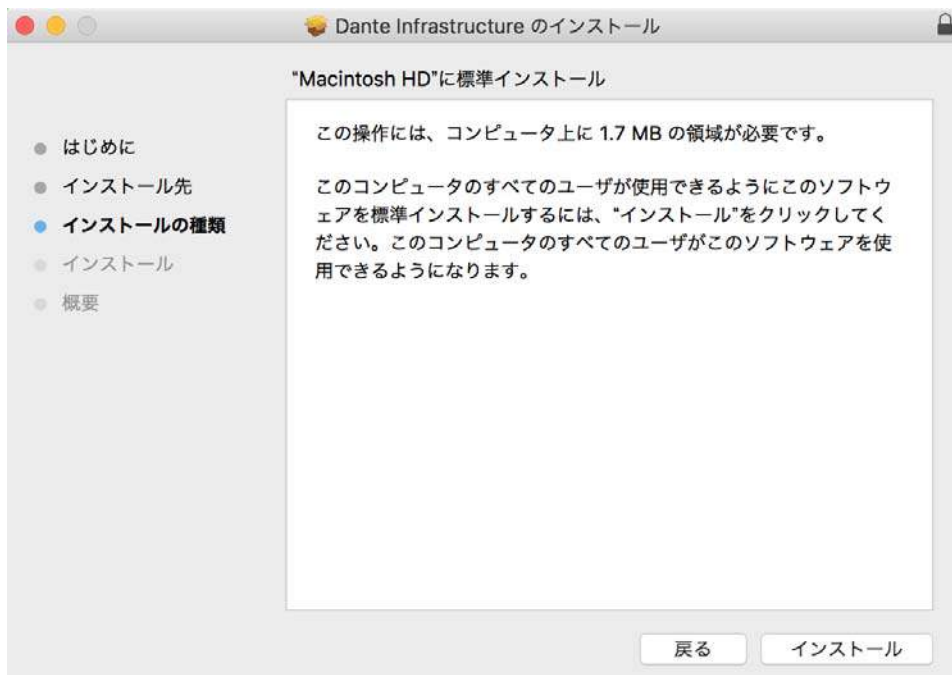 Dante Infrastructure のインストール
"Macintosh HD"に標準インストール
はじめに
インストール先
インストールの種類
インストール
概要
この操作には、コンピュータ上に 1.7 MB の領域が必要です。
このコンピュータのすべてのユーザが使用できるようにこのソフトウ
ェアを標準インストールするには、"インストール"をクリックしてく
ださい。このコンピュータのすべてのユーザがこのソフトウェアを使
用できるようになります。
戻る
インストール